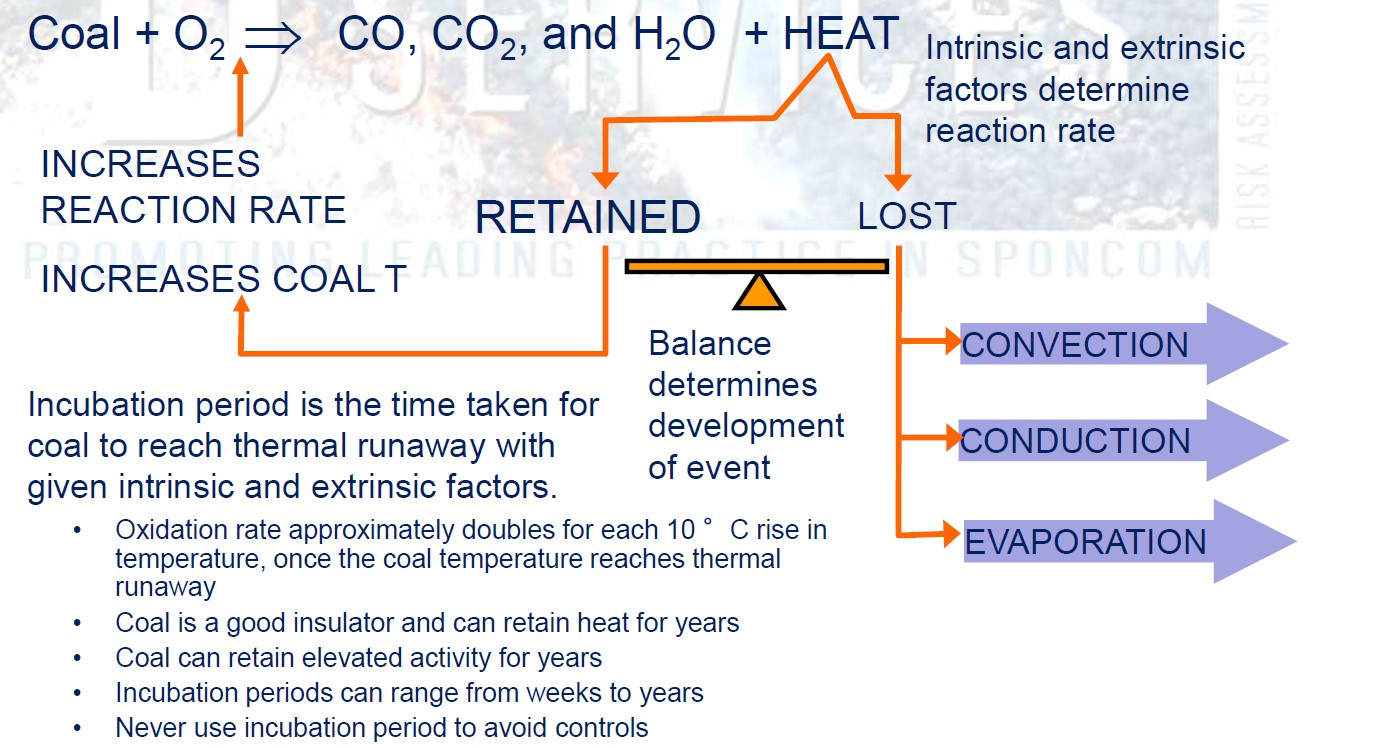 Coal + O₂ ⇒ CO, CO₂, and H₂O + HEAT
Intrinsic and extrinsic
factors determine
reaction rate
INCREASES
REACTION RATE
RETAINED
LOST
PROMOTING LEADING PRACTICE IN SPONCOM
RISK ASSESSM
SERVICES
INCREASES COAL T
Balance
determines
development
of event
CONVECTION
CONDUCTION
EVAPORATION
Incubation period is the time taken for
coal to reach thermal runaway with
given intrinsic and extrinsic factors.
• Oxidation rate approximately doubles for each 10 ° C rise in
temperature, once the coal temperature reaches thermal
runaway
• Coal is a good insulator and can retain heat for years
• Coal can retain elevated activity for years
• Incubation periods can range from weeks to years
• Never use incubation period to avoid controls